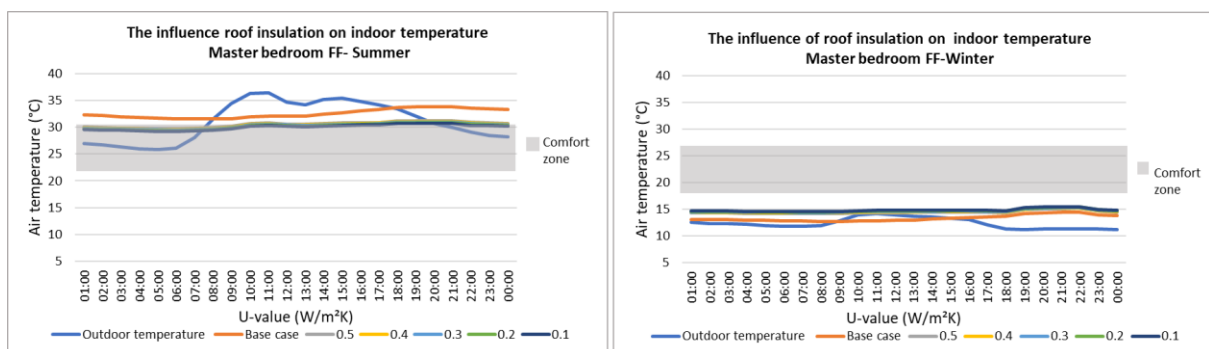 The influence roof insulation on indoor temperature
Master bedroom FF- Summer
Air temperature (°C)
40
35
30
25
20
15
10
5
01:00 02:00 03:00 04:00 05:00 06:00 07:00 08:00 09:00 10:00 11:00 12:00 13:00 14:00 15:00 16:00 17:00 18:00 19:00 20:00 21:00 22:00 23:00 00:00
Comfort
zone
U-value (W/m²K)
Outdoor temperature Base case 0.5 0.4 0.3 0.2 0.1
The influence of roof insulation on indoor temperature
Master bedroom FF-Winter
Air temperature (°C)
40
35
30
25
20
15
10
5
01:00 02:00 03:00 04:00 05:00 06:00 07:00 08:00 09:00 10:00 11:00 12:00 13:00 14:00 15:00 16:00 17:00 18:00 19:00 20:00 21:00 22:00 23:00 00:00
Comfort
zone
U-value (W/m²K)
Outdoor temperature Base case 0.5 0.4 0.3 0.2 0.1